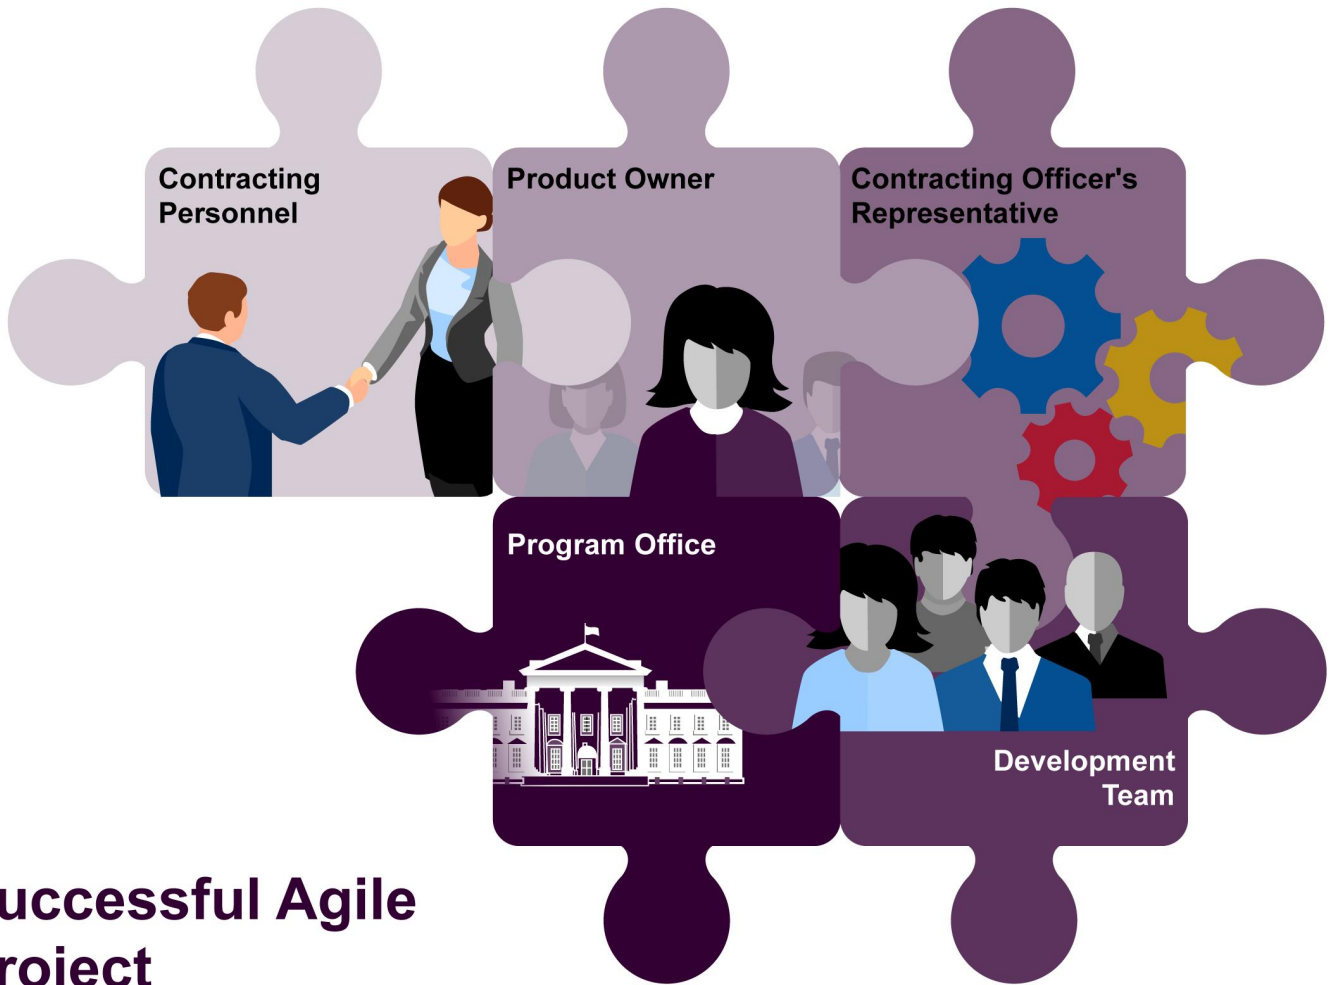 Contracting
Personnel
Product Owner
Contracting Officer's
Representative
Program Office
Development
Team
uccessful Agile
roject